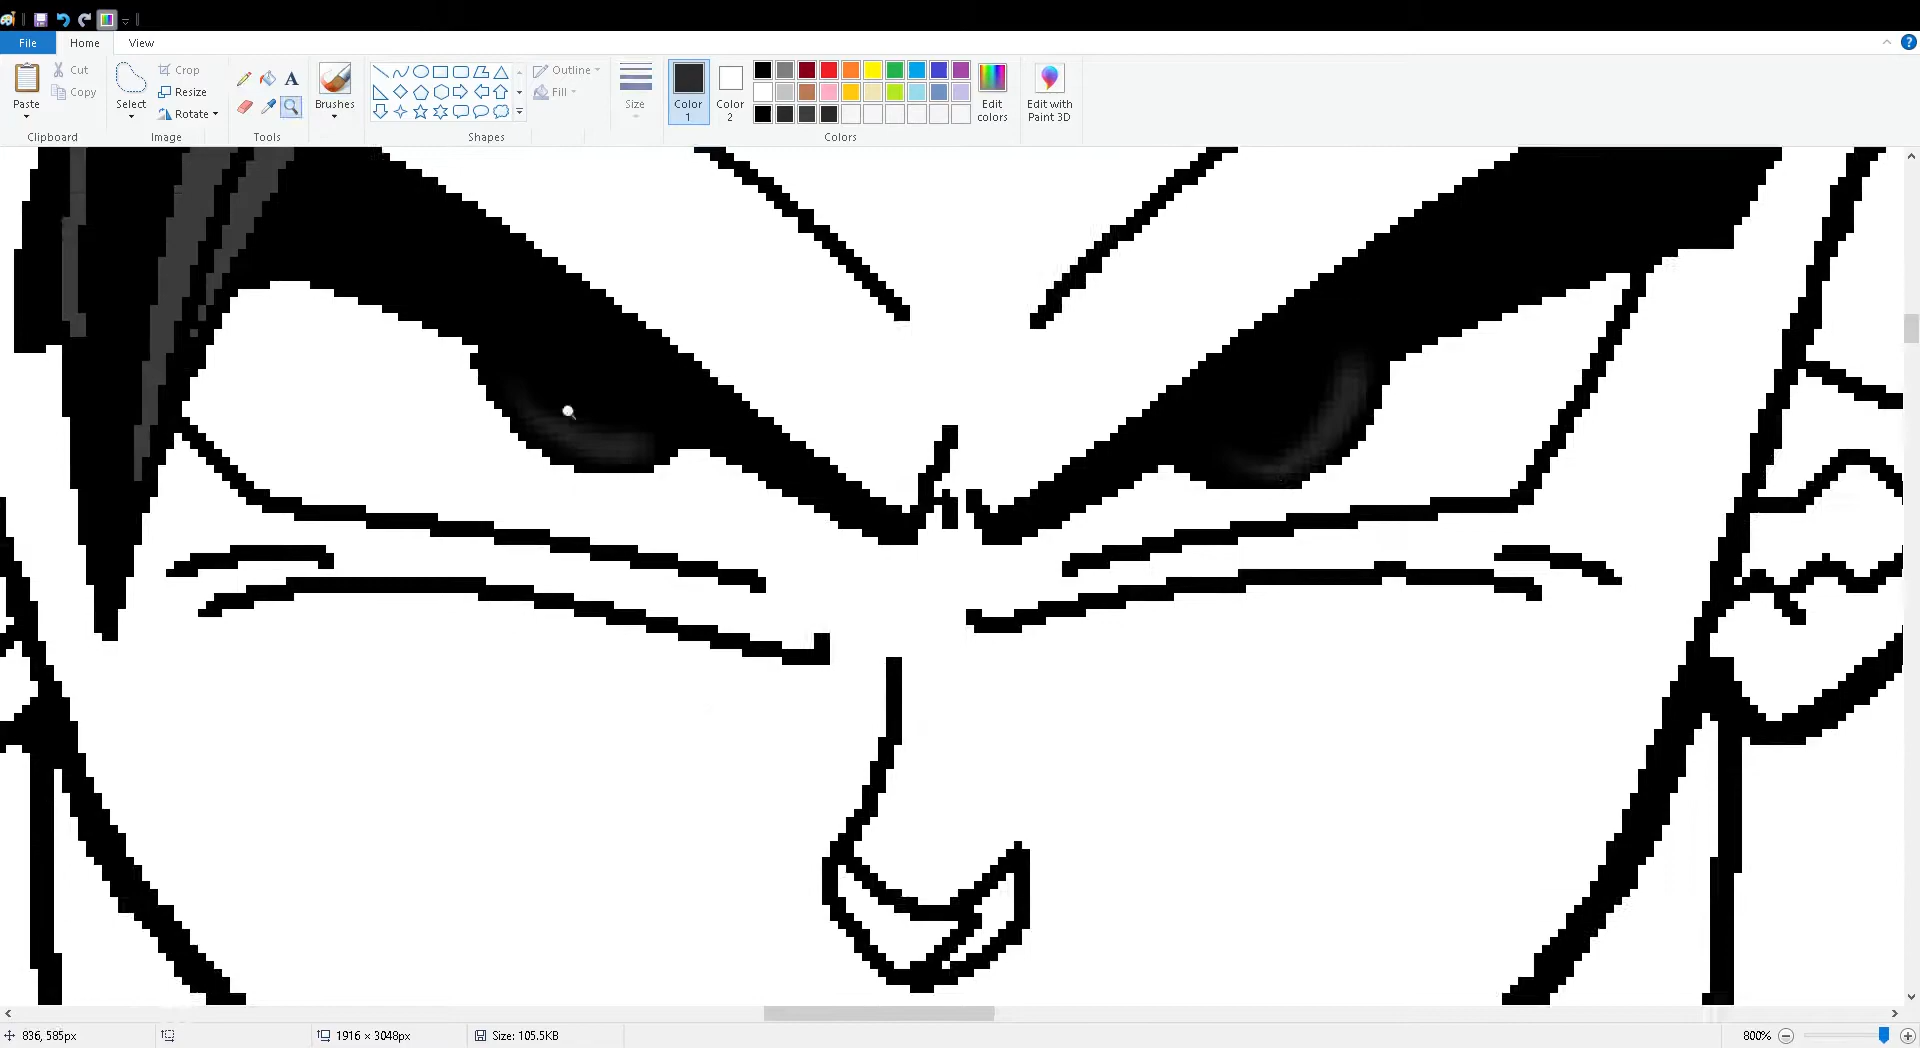 File Home View
Paste
Cut
Copy
Clipboard
Select
Crop
Resize
Rotate
Image
A
Tools
Brushes
Outline
Fill
Shapes
Size
Color 1
Color 2
Edit colors
Colors
Edit with Paint 3D
836, 585px
1916 × 3048px
Size: 105.5KB
800%